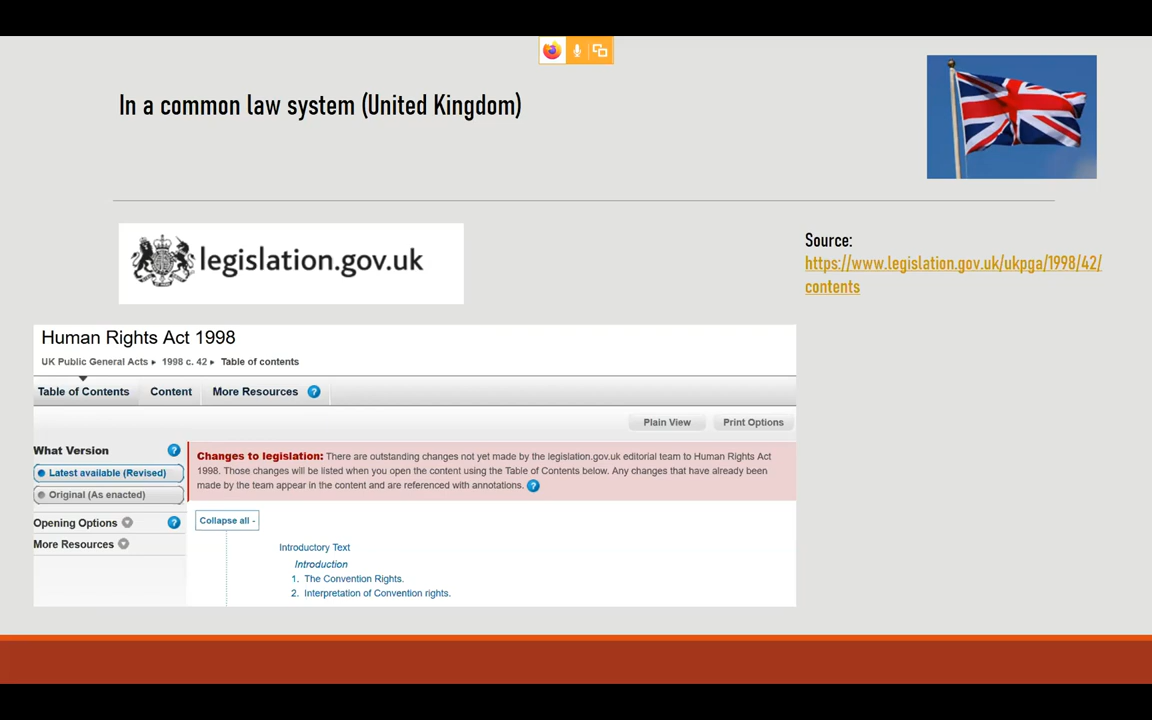 In a common law system (United Kingdom)
legislation.gov.uk
Source:
https://www.legislation.gov.uk/ukpga/1998/42/
contents
Human Rights Act 1998
UK Public General Acts ▸ 1998 c. 42 ▸ Table of contents
Table of Contents Content More Resources ?
Plain View Print Options
What Version ?
Latest available (Revised)
Original (As enacted)
Opening Options ?
More Resources
Changes to legislation: There are outstanding changes not yet made by the legislation.gov.uk editorial team to Human Rights Act
1998. Those changes will be listed when you open the content using the Table of Contents below. Any changes that have already been
made by the team appear in the content and are referenced with annotations. ?
Collapse all -
Introductory Text
Introduction
1. The Convention Rights.
2. Interpretation of Convention rights.